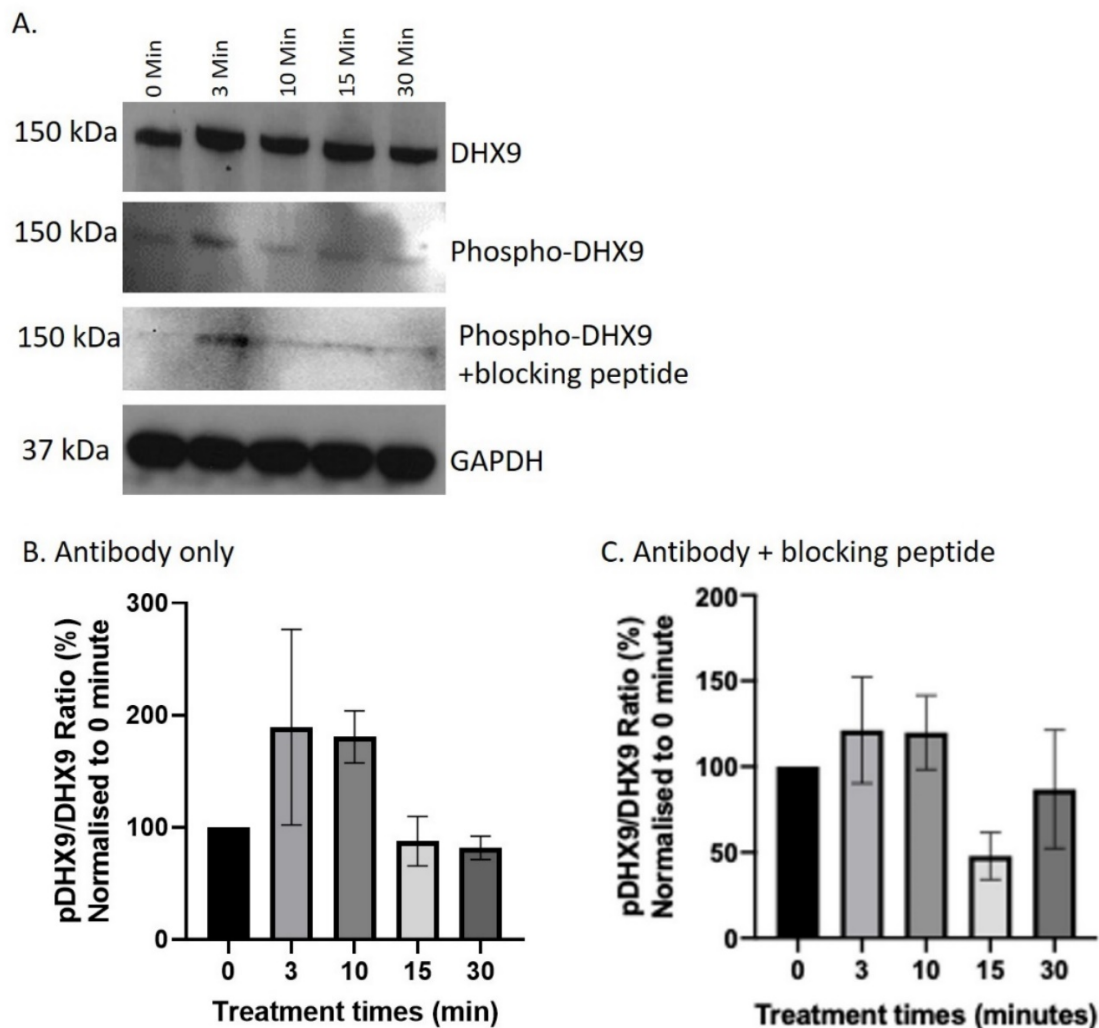 A.
0 Min
3 Min
10 Min
15 Min
30 Min
150 kDa
DHX9
150 kDa
Phospho-DHX9
150 kDa
Phospho-DHX9
+blocking peptide
37 kDa
GAPDH
B. Antibody only
pDHX9/DHX9 Ratio (%)
Normalised to 0 minute
300
200
100
0
0 3 10 15 30
Treatment times (min)
C. Antibody + blocking peptide
pDHX9/DHX9 Ratio (%)
Normalised to 0 minute
200
150
100
50
0
0 3 10 15 30
Treatment times (minutes)